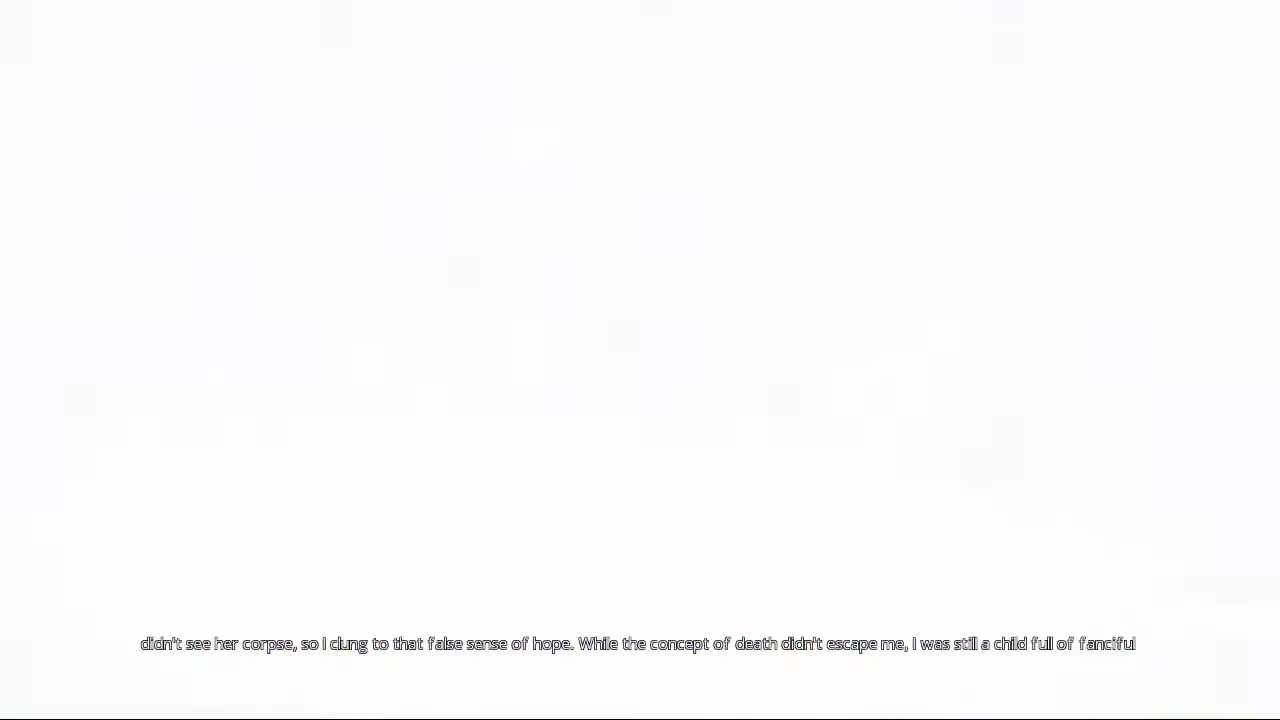 didn't see her corpse, so I clung to that false sense of hope. While the concept of death didn't escape me, I was still a child full of fanciful